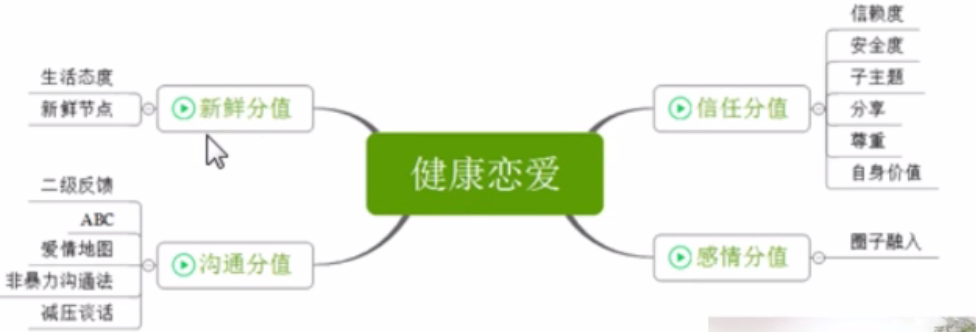 健康恋爱
新鲜分值
生活态度
新鲜节点
沟通分值
二级反馈
ABC
爱情地图
非暴力沟通法
减压谈话
信任分值
信赖度
安全度
子主题
分享
尊重
自身价值
感情分值
圈子融入